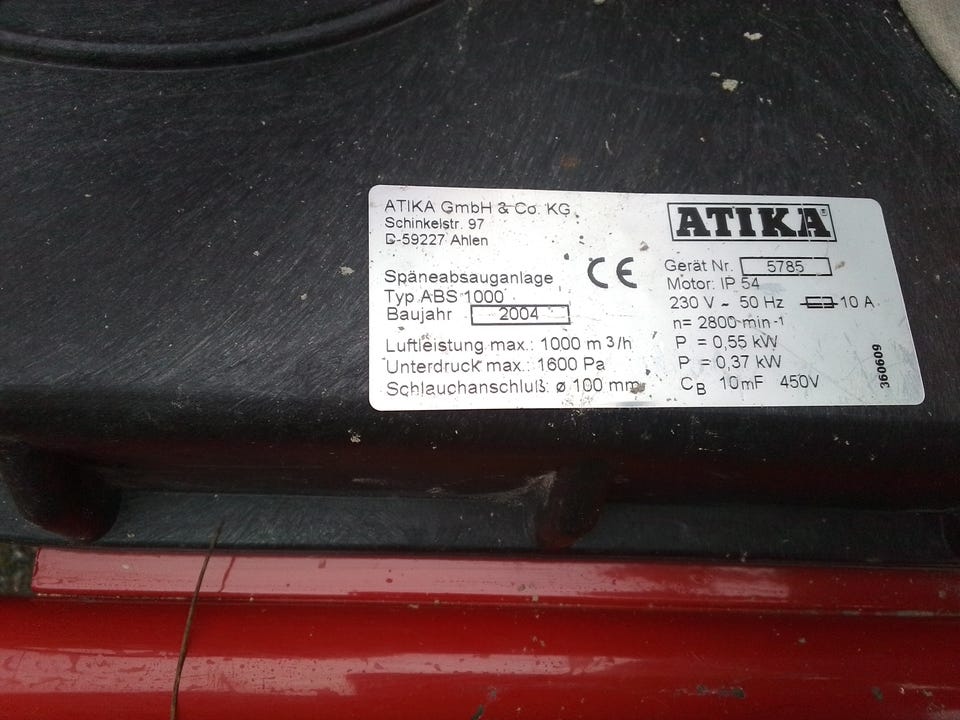 ATIKA GmbH & Co. KG
Schinkelstr. 97
D-59227 Ahlen
Späneabsauganlage
Typ ABS 1000
Baujahr 2004
Luftleistung max.: 1000 m³/h
Unterdruck max.: 1600 Pa
Schlauchanschluß: ø 100 mm
CE
ATIKA®
Gerät Nr. 5785
Motor: IP 54
230 V ~ 50 Hz 10 A
n= 2800 min⁻¹
P = 0,55 kW
P = 0,37 kW
CB 10mF 450V
360609